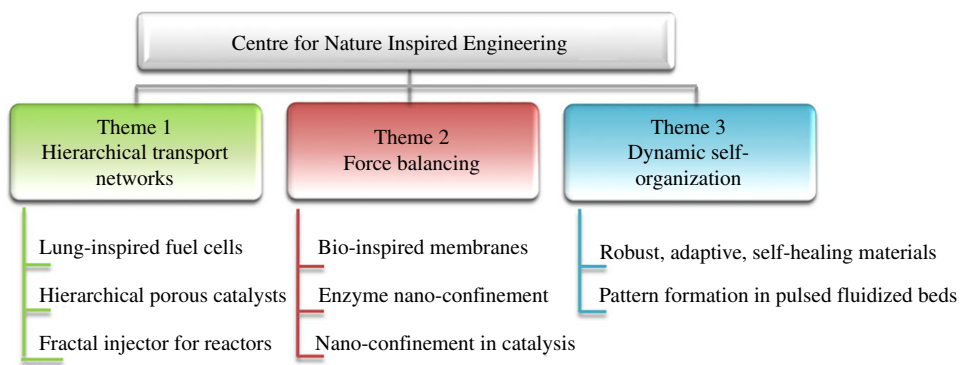 Centre for Nature Inspired Engineering
Theme 1
Hierarchical transport
networks
Theme 2
Force balancing
Theme 3
Dynamic self-
organization
Lung-inspired fuel cells
Hierarchical porous catalysts
Fractal injector for reactors
Bio-inspired membranes
Enzyme nano-confinement
Nano-confinement in catalysis
Robust, adaptive, self-healing materials
Pattern formation in pulsed fluidized beds